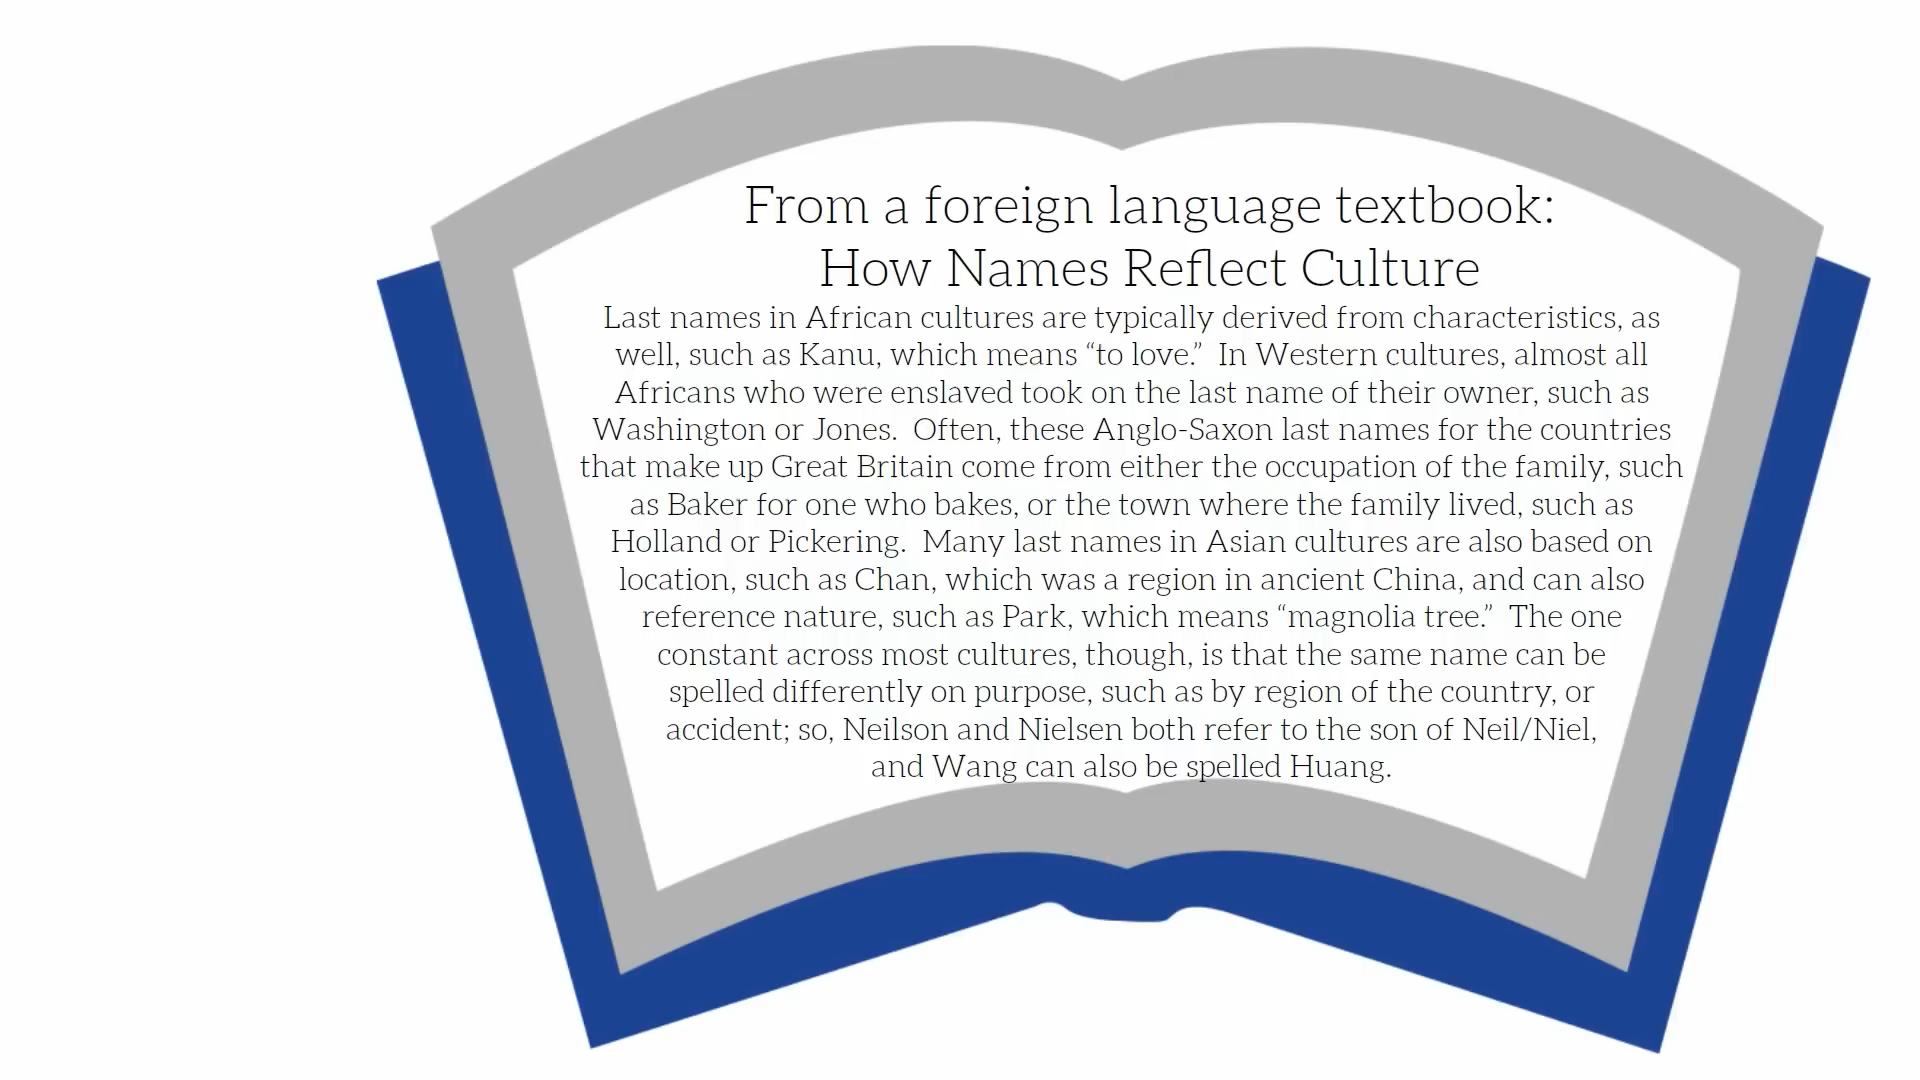 From a foreign language textbook:
How Names Reflect Culture
Last names in African cultures are typically derived from characteristics, as
well, such as Kanu, which means “to love.”  In Western cultures, almost all
Africans who were enslaved took on the last name of their owner, such as
Washington or Jones.  Often, these Anglo-Saxon last names for the countries
that make up Great Britain come from either the occupation of the family, such
as Baker for one who bakes, or the town where the family lived, such as
Holland or Pickering.  Many last names in Asian cultures are also based on
location, such as Chan, which was a region in ancient China, and can also
reference nature, such as Park, which means “magnolia tree.”  The one
constant across most cultures, though, is that the same name can be
spelled differently on purpose, such as by region of the country, or
accident; so, Neilson and Nielsen both refer to the son of Neil/Niel,
and Wang can also be spelled Huang.